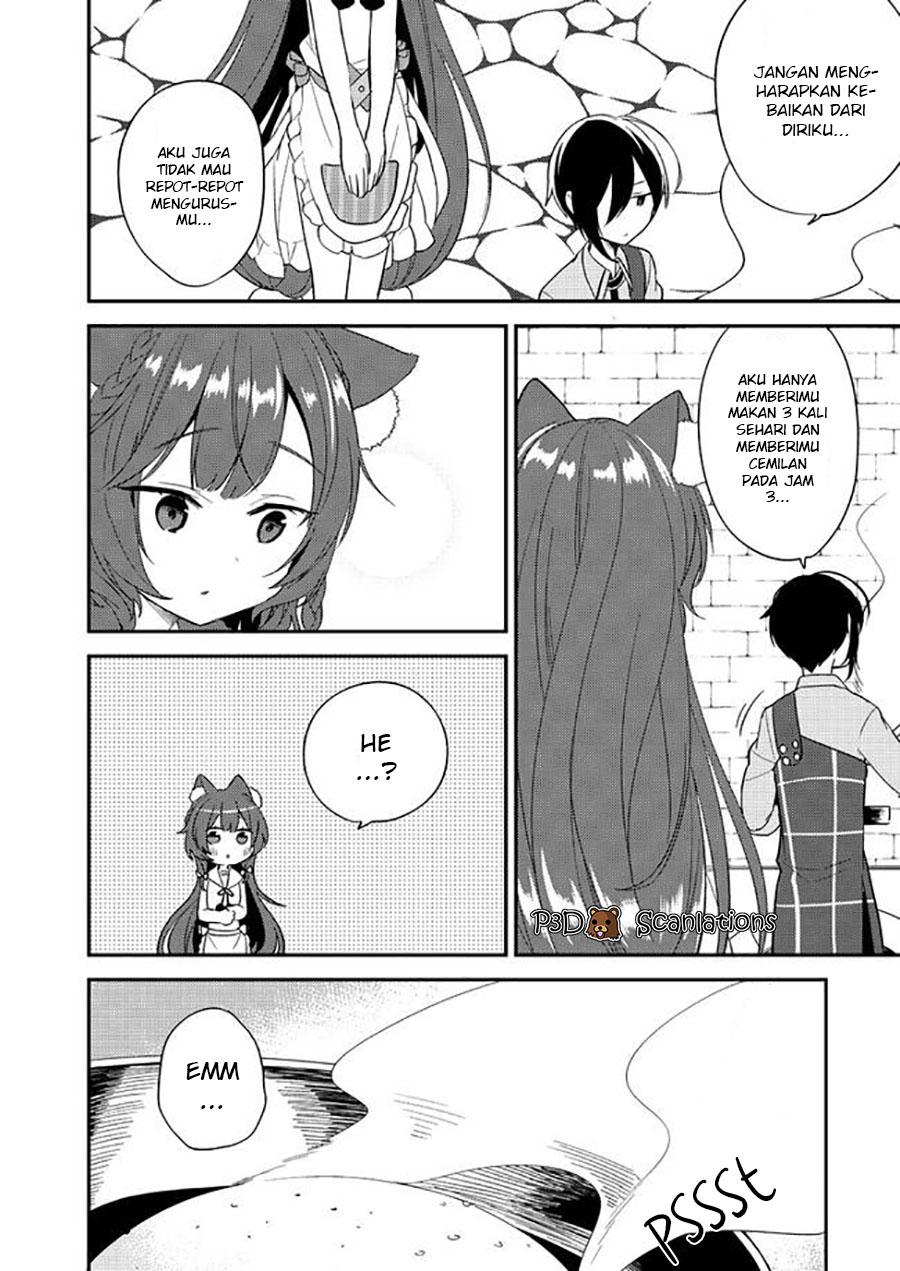 JANGAN MENG-
HARAPKAN KE-
BAIKAN DARI
DIRIKU...
AKU JUGA
TIDAK MAU
REPOT-REPOT
MENGURUS-
MU...
AKU HANYA
MEMBERIMU
MAKAN 3 KALI
SEHARI DAN
MEMBERIMU
CEMILAN
PADA JAM
3...
HE
...?
P3D Scanlations
EMM
...
PSSSt